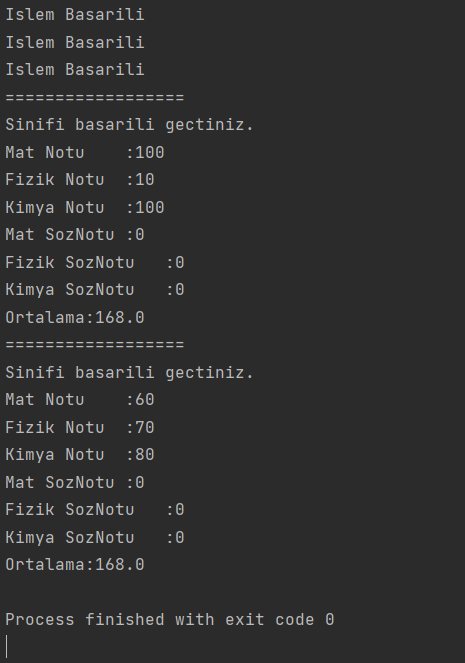 Islem Basarili
Islem Basarili
Islem Basarili
==================
Sinifi basarili gectiniz.
Mat Notu    :100
Fizik Notu  :10
Kimya Notu  :100
Mat SozNotu :0
Fizik SozNotu   :0
Kimya SozNotu   :0
Ortalama:168.0
==================
Sinifi basarili gectiniz.
Mat Notu    :60
Fizik Notu  :70
Kimya Notu  :80
Mat SozNotu :0
Fizik SozNotu   :0
Kimya SozNotu   :0
Ortalama:168.0

Process finished with exit code 0